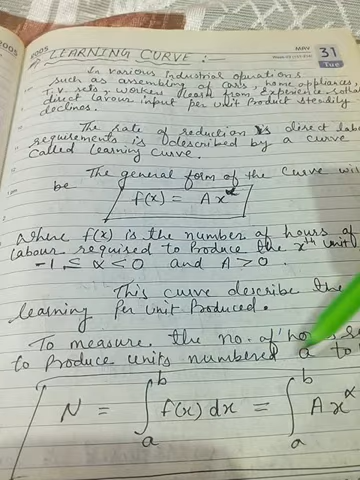 2005
2005
MAY
31
Tue
LEARNING CURVE :-
In various industrial operations
such as assembling of cars, home appliances
T.V. sets, workers learn from Experience. so that
direct labour input per unit Product steadily
declines.
The rate of reduction is direct labo
requirements is described by a curve
called learning Curve.
The general form of the curve will
be
f(x) = A x^α
where f(x) is the number of hours of
labour required to produce the xth unit
-1 ≤ α < 0 and A > 0.
This curve describe the
learning per unit Produced.
To measure the no. of hours
to produce units numbered a to
N = ∫_a^b f(x) dx = ∫_a^b A x^α